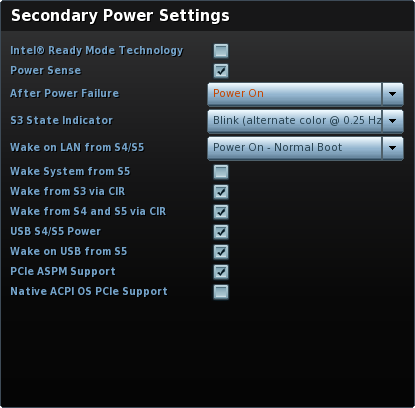 Secondary Power Settings
Intel® Ready Mode Technology
Power Sense
After Power Failure Power On
S3 State Indicator Blink (alternate color @ 0.25 Hz
Wake on LAN from S4/S5 Power On - Normal Boot
Wake System from S5
Wake from S3 via CIR
Wake from S4 and S5 via CIR
USB S4/S5 Power
Wake on USB from S5
PCIe ASPM Support
Native ACPI OS PCIe Support